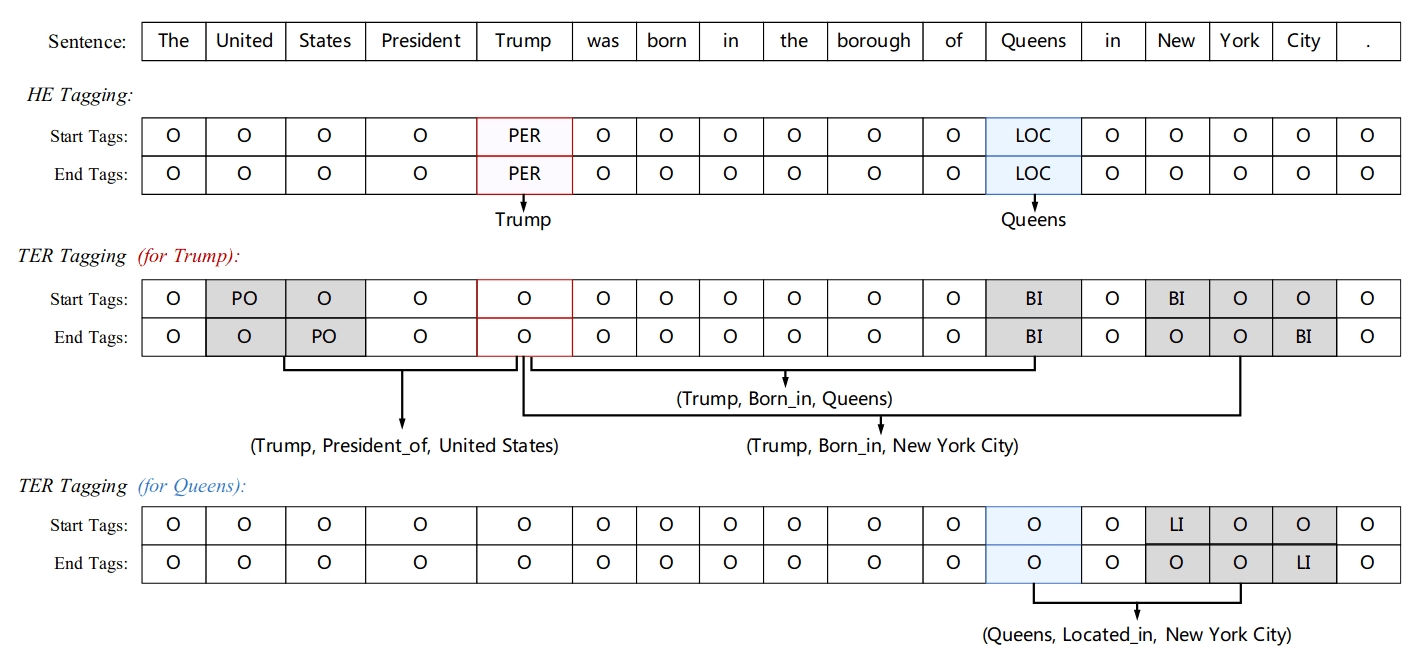 Sentence: The United States President Trump was born in the borough of Queens in New York City .
HE Tagging:
Start Tags: O O O O PER O O O O O O LOC O O O O O
End Tags: O O O O PER O O O O O O LOC O O O O O
Trump Queens
TER Tagging (for Trump):
Start Tags: O PO O O O O O O O O O BI O BI O O O
End Tags: O O PO O O O O O O O O BI O O O BI O
(Trump, Born_in, Queens)
(Trump, President_of, United States) (Trump, Born_in, New York City)
TER Tagging (for Queens):
Start Tags: O O O O O O O O O O O O O LI O O O
End Tags: O O O O O O O O O O O O O O O LI O
(Queens, Located_in, New York City)